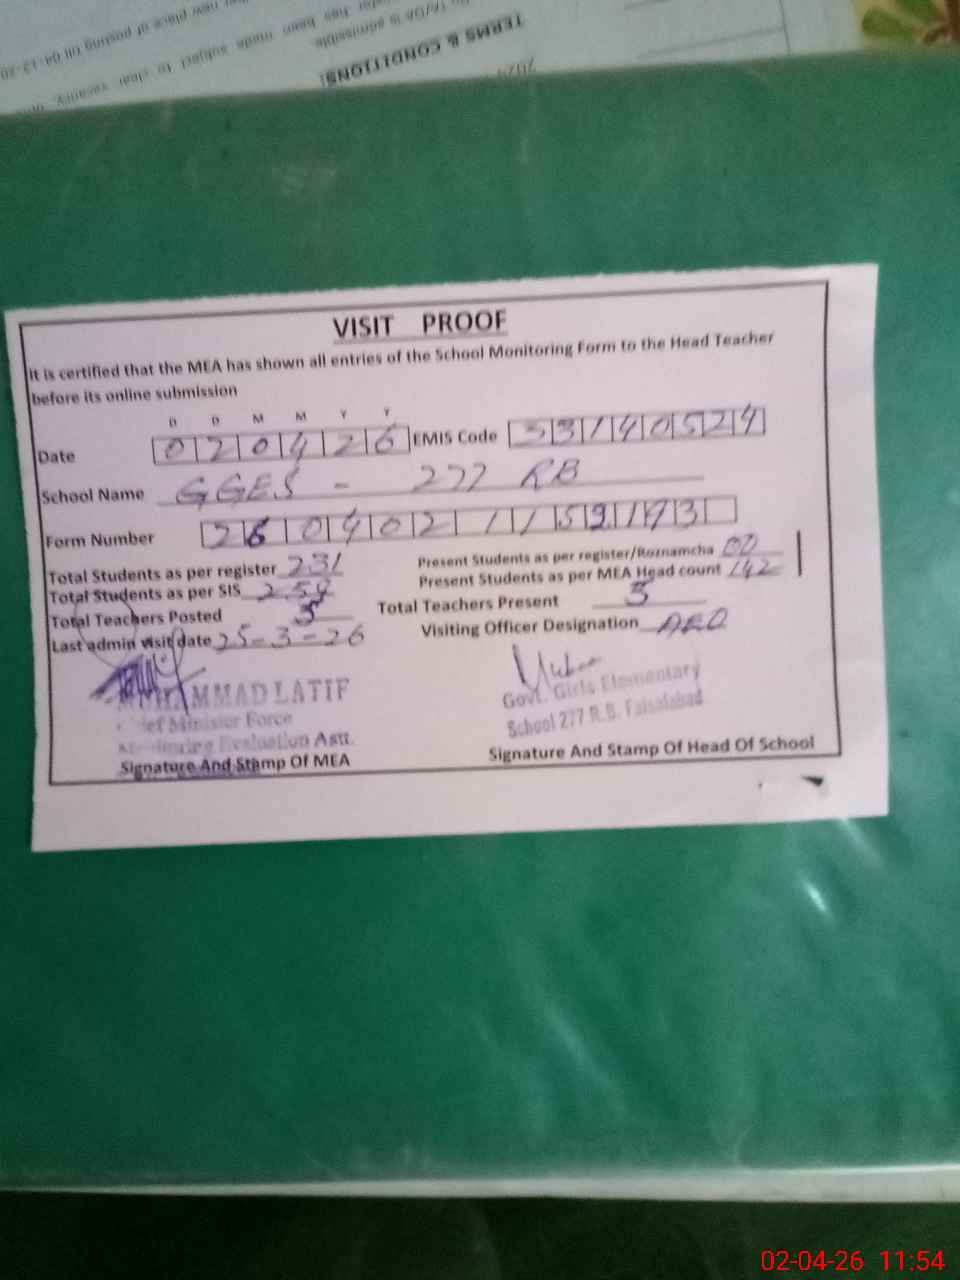 TERMS & CONDITIONS:
VISIT PROOF
It is certified that the MEA has shown all entries of the School Monitoring Form to the Head Teacher
before its online submission
D D M M Y Y
Date 020426 EMIS Code 33140524
School Name GGES - 277 RB
Form Number
Total Students as per register 231
Present Students as per register/Roznamcha 00
Total Students as per SIS 254
Present Students as per MEA Head count 142
Total Teachers Posted 5
Total Teachers Present 5
Last admin visit date 25-3-26
Visiting Officer Designation AEO
MUHAMMAD LATIF
Chief Minister Force
Monitoring Evaluation Astt.
Signature And Stamp Of MEA
Govt. Girls Elementary
School 277 R.B. Faisalabad
Signature And Stamp Of Head Of School
02-04-26 11:54